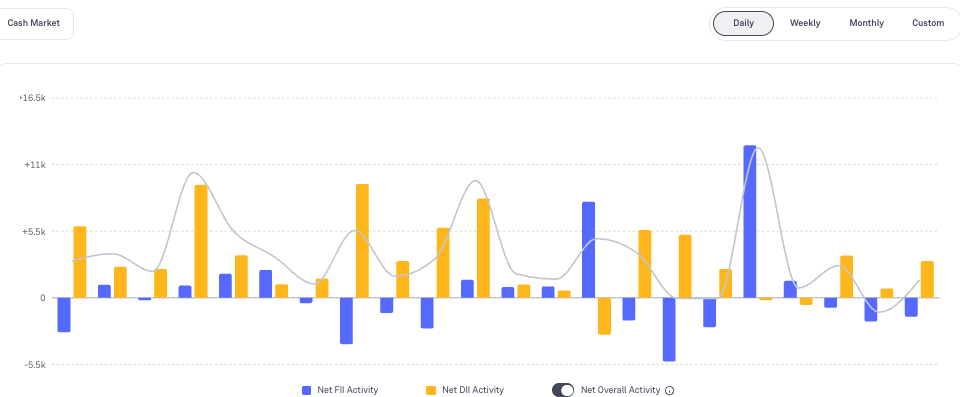 Cash Market
Daily Weekly Monthly Custom
+16.5k
+11k
+5.5k
0
-5.5k
Net FII Activity Net DII Activity Net Overall Activity